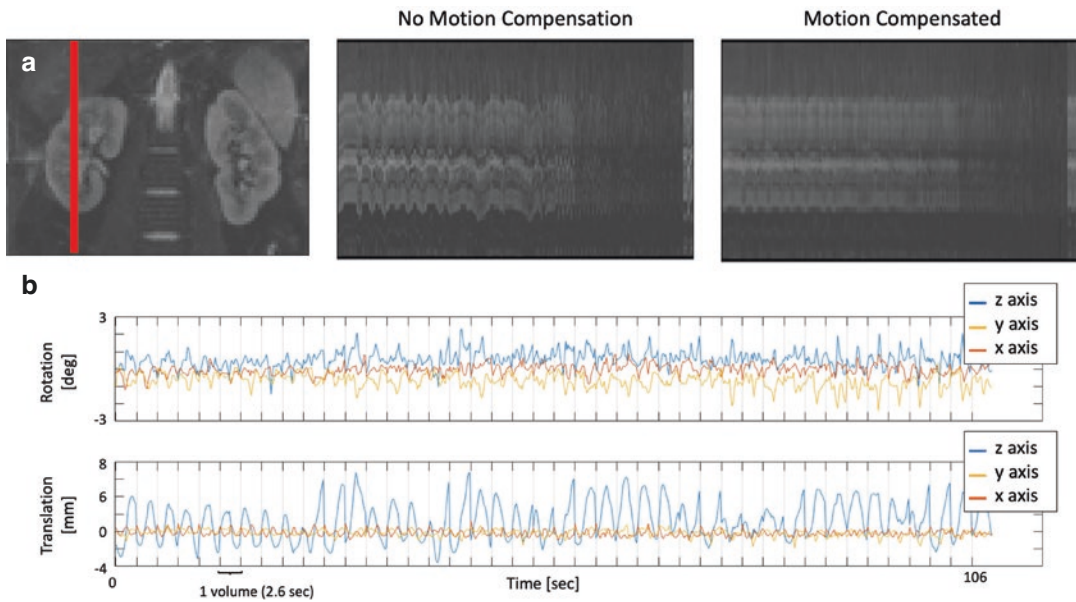 No Motion Compensation
Motion Compensated
a
b
z axis
y axis
x axis
3
-3
Rotation
[deg]
z axis
y axis
x axis
8
6
0
-4
Translation
[mm]
0
1 volume (2.6 sec)
Time [sec]
106